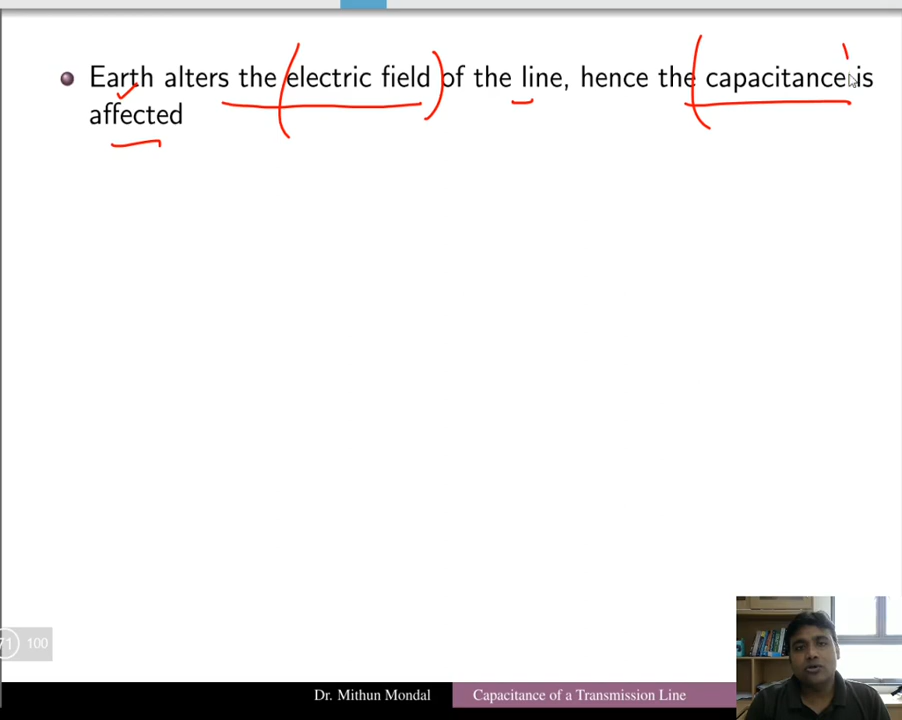 Earth alters the electric field of the line, hence the capacitance is
affected
71 100
Dr. Mithun Mondal Capacitance of a Transmission Line